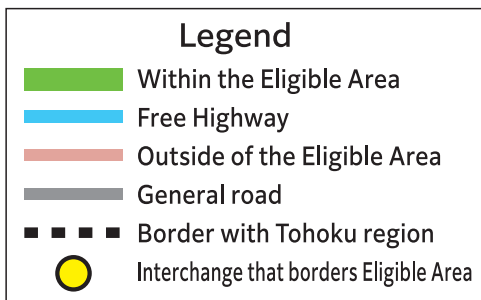 Legend
Within the Eligible Area
Free Highway
Outside of the Eligible Area
General road
Border with Tohoku region
Interchange that borders Eligible Area